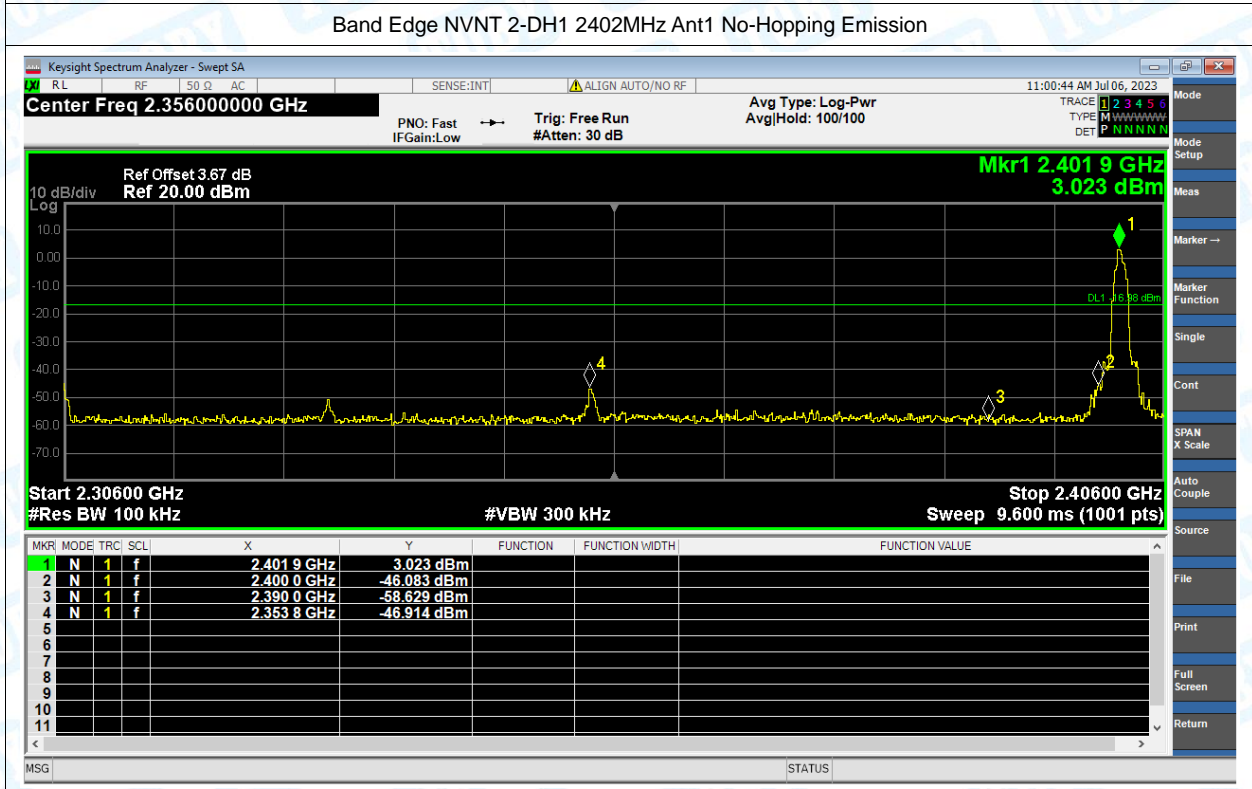 Band Edge NVNT 2-DH1 2402MHz Ant1 No-Hopping Emission
Keysight Spectrum Analyzer - Swept SA
LXI RL RF 50 Ω AC SENSE:INT ALIGN AUTO/NO RF 11:00:44 AM Jul 06, 2023
Center Freq 2.356000000 GHz
PNO: Fast
IFGain:Low
Trig: Free Run
#Atten: 30 dB
Avg Type: Log-Pwr
Avg|Hold: 100/100
TRACE 1 2 3 4 5 6
TYPE M WWWWW
DET P N N N N N
Mkr1 2.401 9 GHz
3.023 dBm
Ref Offset 3.67 dB
10 dB/div Ref 20.00 dBm
Log
10.0
0.00
-10.0
-20.0
-30.0
-40.0
-50.0
-60.0
-70.0
1
DL1 -16.98 dBm
4
2
3
Start 2.30600 GHz Stop 2.40600 GHz
#Res BW 100 kHz #VBW 300 kHz Sweep 9.600 ms (1001 pts)
MKR MODE TRC SCL X Y FUNCTION FUNCTION WIDTH FUNCTION VALUE
1 N 1 f 2.401 9 GHz 3.023 dBm
2 N 1 f 2.400 0 GHz -46.083 dBm
3 N 1 f 2.390 0 GHz -58.629 dBm
4 N 1 f 2.353 8 GHz -46.914 dBm
5
6
7
8
9
10
11
MSG STATUS
Mode
Mode
Setup
Meas
Marker →
Marker
Function
Single
Cont
SPAN
X Scale
Auto
Couple
Source
File
Print
Full
Screen
Return